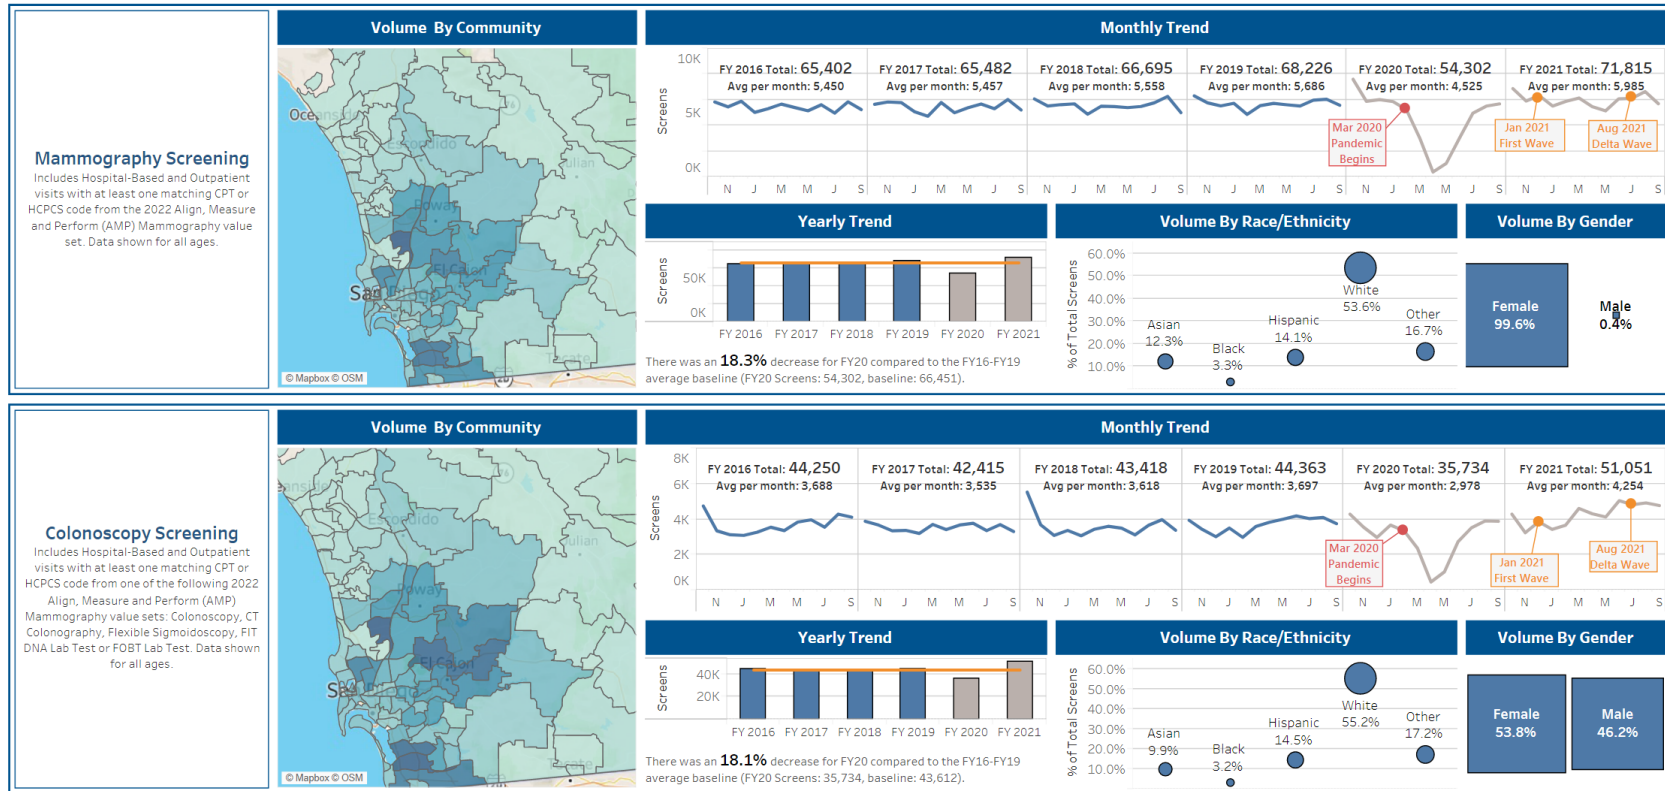 Volume By Community
Monthly Trend
Mammography Screening
Includes Hospital-Based and Outpatient
visits with at least one matching CPT or
HCPCS code from the 2022 Align, Measure
and Perform (AMP) Mammography value
set. Data shown for all ages.
Oceanside
76
Escondido
Julian
Poway
El Cajon
San Diego
Tecate
© Mapbox © OSM
Screens
10K
5K
0K
FY 2016 Total: 65,402
Avg per month: 5,450
FY 2017 Total: 65,482
Avg per month: 5,457
FY 2018 Total: 66,695
Avg per month: 5,558
FY 2019 Total: 68,226
Avg per month: 5,686
FY 2020 Total: 54,302
Avg per month: 4,525
FY 2021 Total: 71,815
Avg per month: 5,985
Mar 2020
Pandemic
Begins
Jan 2021
First Wave
Aug 2021
Delta Wave
N J M M J S N J M M J S N J M M J S N J M M J S N J M M J S N J M M J S
Yearly Trend
Screens
50K
0K
FY 2016 FY 2017 FY 2018 FY 2019 FY 2020 FY 2021
There was an 18.3% decrease for FY20 compared to the FY16-FY19
average baseline (FY20 Screens: 54,302, baseline: 66,451).
Volume By Race/Ethnicity
% of Total Screens
60.0%
50.0%
40.0%
30.0%
20.0%
10.0%
Asian
12.3%
Black
3.3%
Hispanic
14.1%
White
53.6%
Other
16.7%
Volume By Gender
Female
99.6%
Male
0.4%
Volume By Community
Monthly Trend
Colonoscopy Screening
Includes Hospital-Based and Outpatient
visits with at least one matching CPT or
HCPCS code from one of the following 2022
Align, Measure and Perform (AMP)
Mammography value sets: Colonoscopy, CT
Colonography, Flexible Sigmoidoscopy, FIT
DNA Lab Test or FOBT Lab Test. Data shown
for all ages.
76
eanside
Escondido
Julian
Poway
El Cajon
San Diego
© Mapbox © OSM
Screens
8K
6K
4K
2K
0K
FY 2016 Total: 44,250
Avg per month: 3,688
FY 2017 Total: 42,415
Avg per month: 3,535
FY 2018 Total: 43,418
Avg per month: 3,618
FY 2019 Total: 44,363
Avg per month: 3,697
FY 2020 Total: 35,734
Avg per month: 2,978
FY 2021 Total: 51,051
Avg per month: 4,254
Mar 2020
Pandemic
Begins
Jan 2021
First Wave
Aug 2021
Delta Wave
N J M M J S N J M M J S N J M M J S N J M M J S N J M M J S N J M M J S
Yearly Trend
Screens
40K
20K
FY 2016 FY 2017 FY 2018 FY 2019 FY 2020 FY 2021
There was an 18.1% decrease for FY20 compared to the FY16-FY19
average baseline (FY20 Screens: 35,734, baseline: 43,612).
Volume By Race/Ethnicity
% of Total Screens
60.0%
50.0%
40.0%
30.0%
20.0%
10.0%
Asian
9.9%
Black
3.2%
Hispanic
14.5%
White
55.2%
Other
17.2%
Volume By Gender
Female
53.8%
Male
46.2%